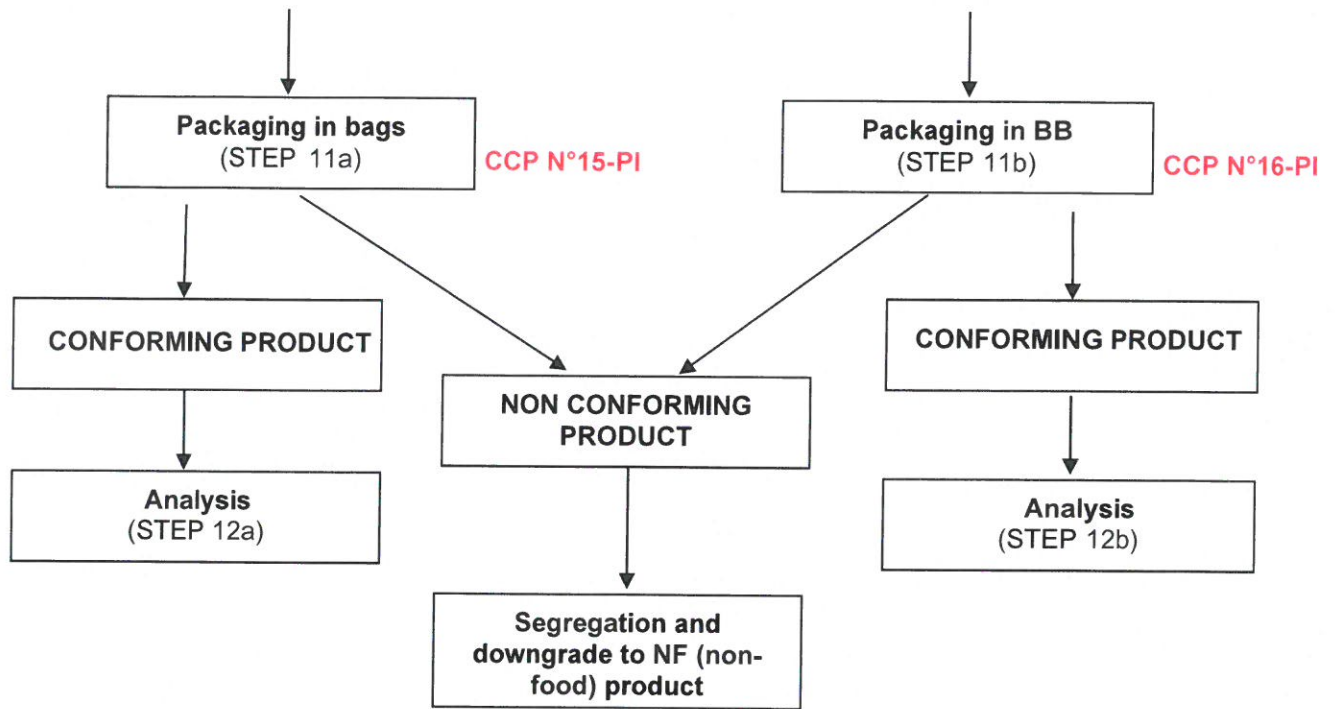 Packaging in bags
(STEP 11a)
CCP N°15-PI
Packaging in BB
(STEP 11b)
CCP N°16-PI
CONFORMING PRODUCT
CONFORMING PRODUCT
NON CONFORMING
PRODUCT
Analysis
(STEP 12a)
Analysis
(STEP 12b)
Segregation and
downgrade to NF (non-
food) product